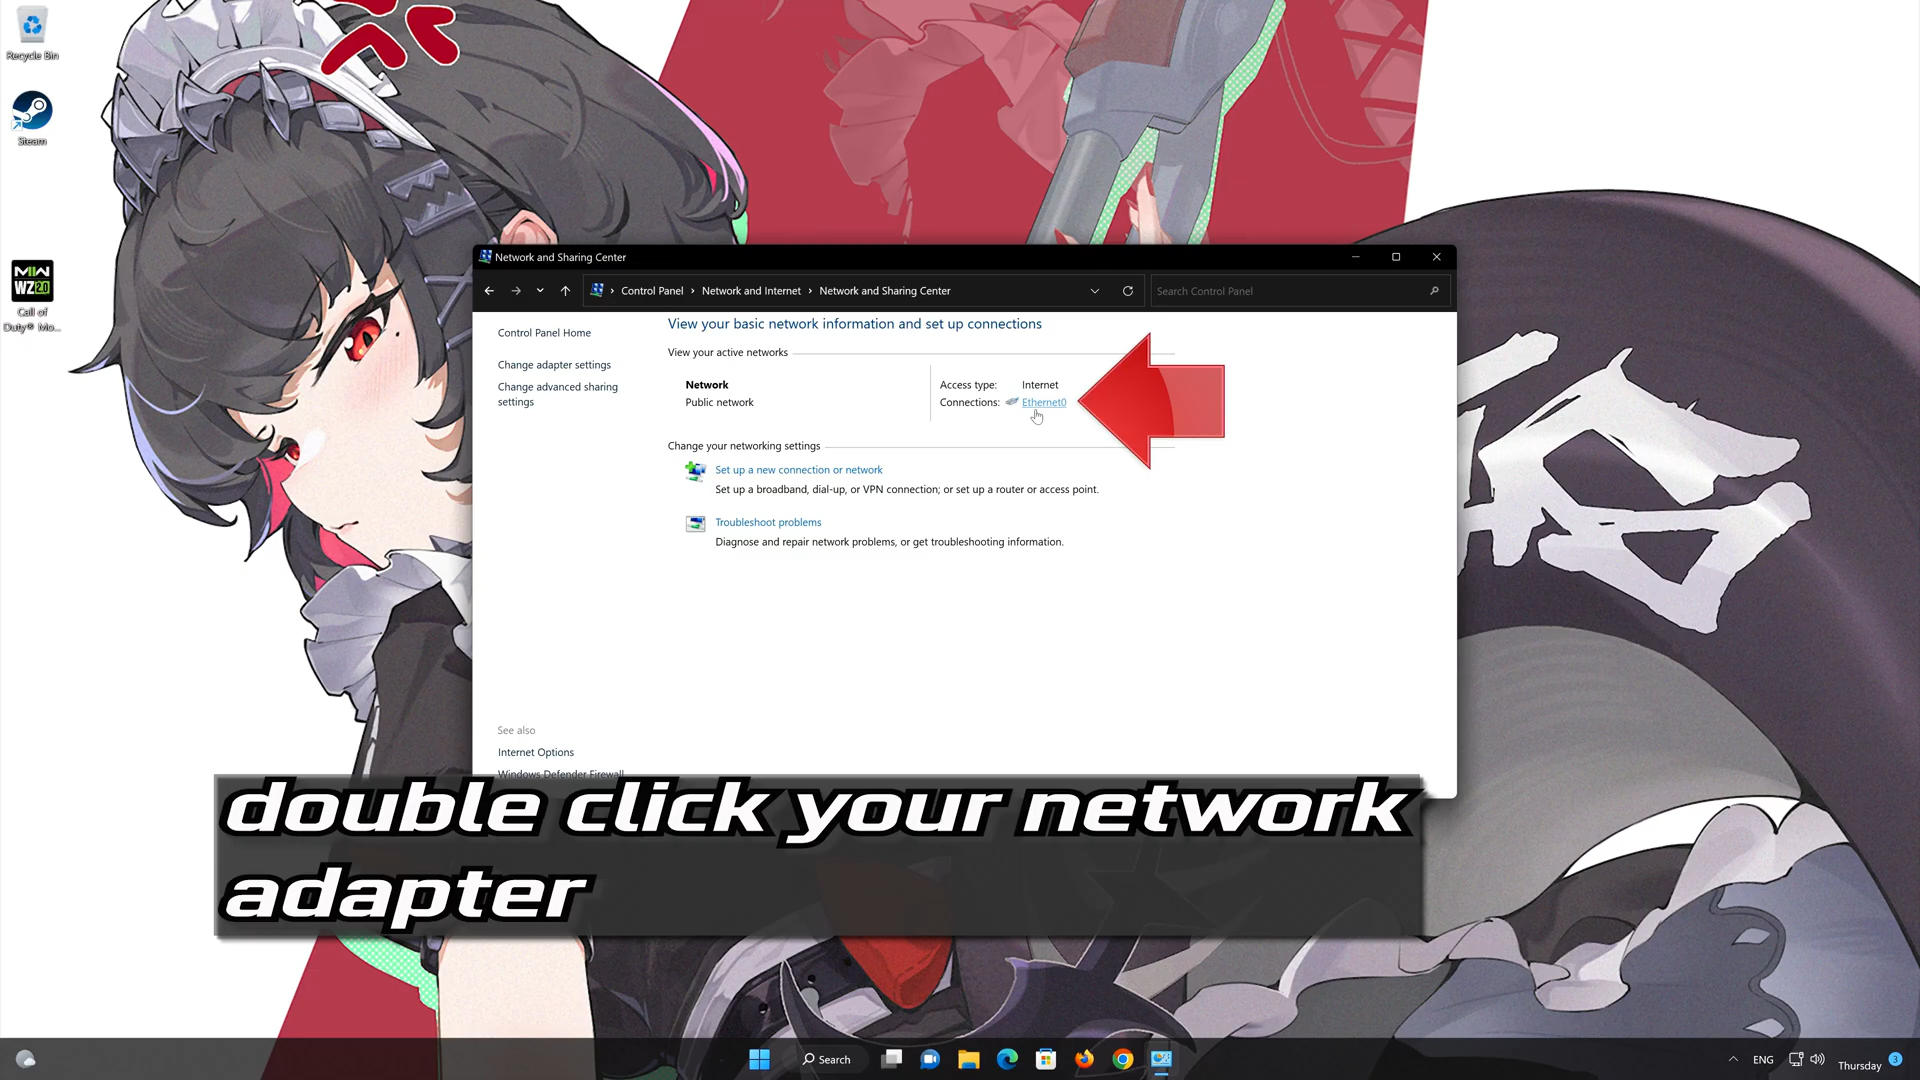 Recycle Bin
Steam
MW
WZ 2.0
Call of
Duty® Mo...
Network and Sharing Center
Control Panel › Network and Internet › Network and Sharing Center
Search Control Panel
Control Panel Home
Change adapter settings
Change advanced sharing
settings
View your basic network information and set up connections
View your active networks
Network
Public network
Access type: Internet
Connections: Ethernet0
Change your networking settings
Set up a new connection or network
Set up a broadband, dial-up, or VPN connection; or set up a router or access point.
Troubleshoot problems
Diagnose and repair network problems, or get troubleshooting information.
See also
Internet Options
Windows Defender Firewall
double click your network
adapter
Search
ENG
Thursday
3